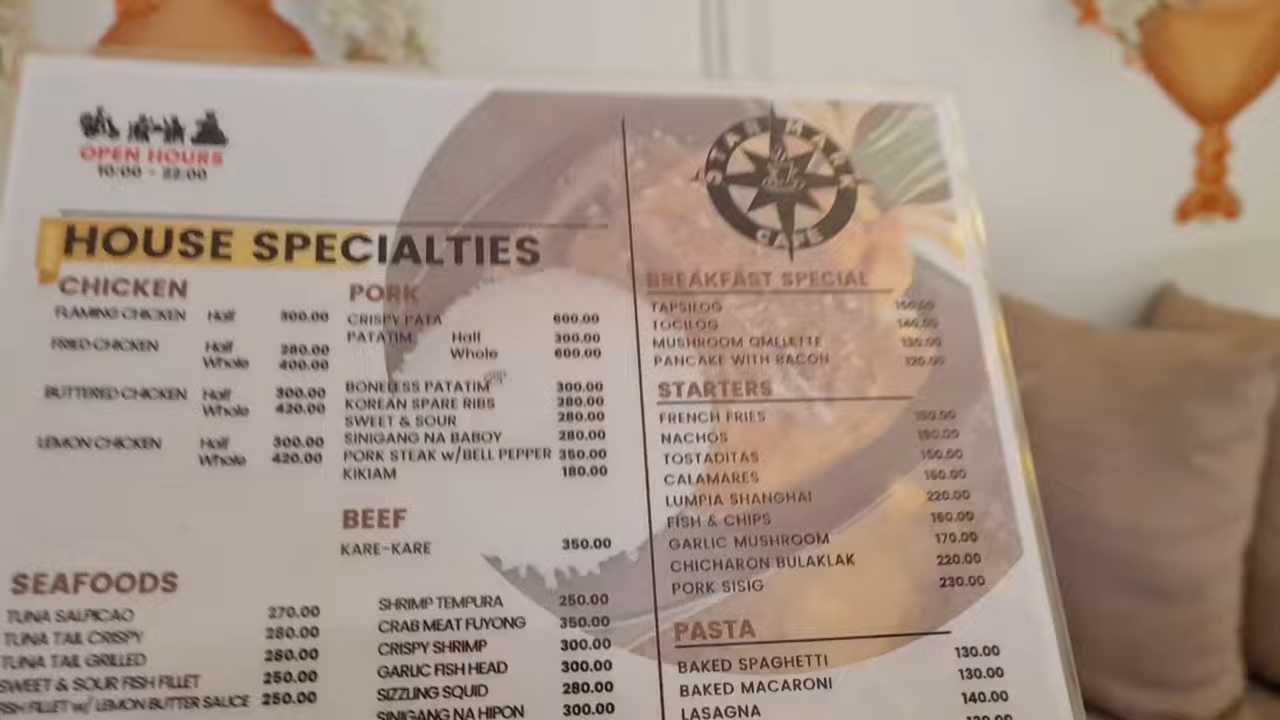 OPEN HOURS
10:00 - 22:00
HOUSE SPECIALTIES
CHICKEN
FLAMING CHICKEN Half 300.00
FRIED CHICKEN Half 280.00
Whole 400.00
BUTTERED CHICKEN Half 300.00
Whole 420.00
LEMON CHICKEN Half 300.00
Whole 420.00
PORK
CRISPY PATA 600.00
PATATIM Half 300.00
Whole 600.00
BONELESS PATATIM 300.00
KOREAN SPARE RIBS 280.00
SWEET & SOUR 280.00
SINIGANG NA BABOY 280.00
PORK STEAK w/BELL PEPPER 350.00
KIKIAM 180.00
BEEF
KARE-KARE 350.00
SEAFOODS
TUNA SALPICAO 270.00
TUNA TAIL CRISPY 280.00
TUNA TAIL GRILLED 280.00
SWEET & SOUR FISH FILLET 250.00
FISH FILLET w/ LEMON BUTTER SAUCE 250.00
SHRIMP TEMPURA 250.00
CRAB MEAT FUYONG 350.00
CRISPY SHRIMP 300.00
GARLIC FISH HEAD 300.00
SIZZLING SQUID 280.00
SINIGANG NA HIPON 300.00
STAR MARK
CAFE
BREAKFAST SPECIAL
TAPSILOG
TOCILOG
MUSHROOM OMELETTE
PANCAKE WITH BACON 120.00
STARTERS
FRENCH FRIES
NACHOS
TOSTADITAS 150.00
CALAMARES
LUMPIA SHANGHAI 220.00
FISH & CHIPS 160.00
GARLIC MUSHROOM 170.00
CHICHARON BULAKLAK 220.00
PORK SISIG 230.00
PASTA
BAKED SPAGHETTI 130.00
BAKED MACARONI 130.00
LASAGNA 140.00